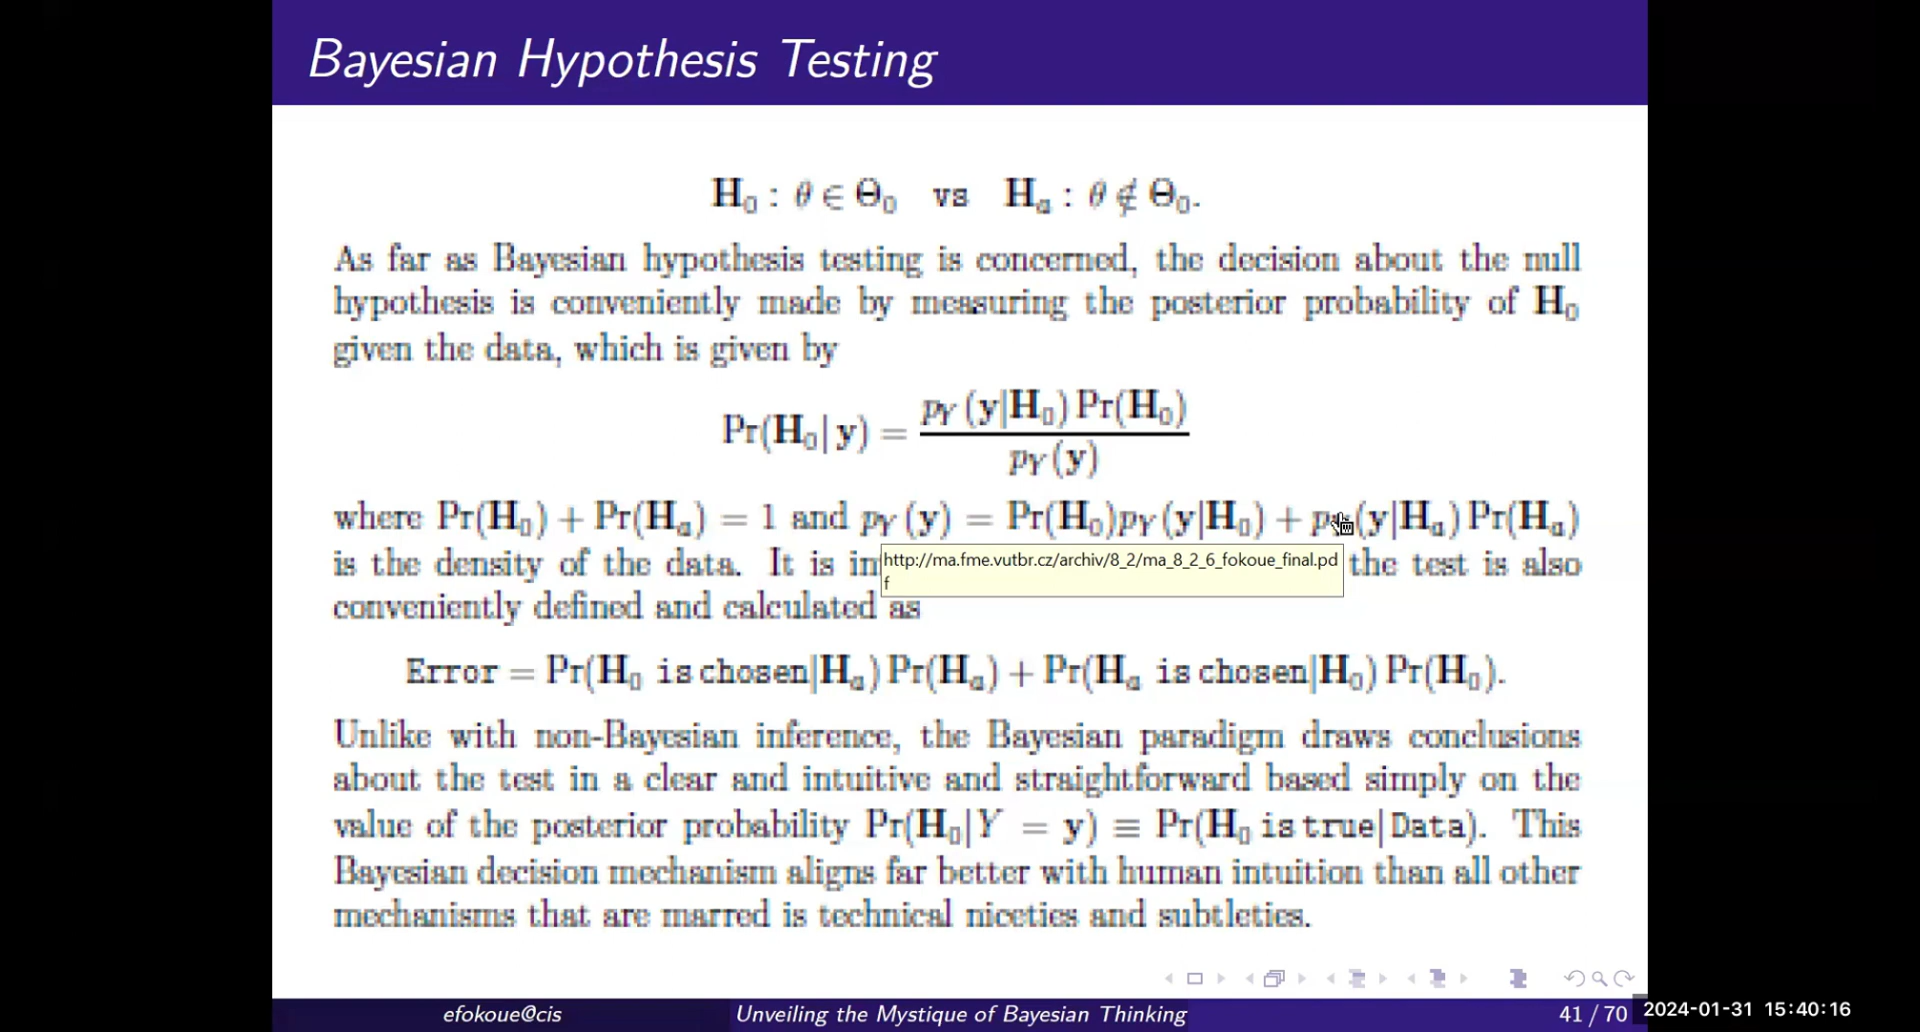 Bayesian Hypothesis Testing
H₀ : θ ∈ Θ₀ vs Hₐ : θ ∉ Θ₀.
As far as Bayesian hypothesis testing is concerned, the decision about the null
hypothesis is conveniently made by measuring the posterior probability of H₀
given the data, which is given by
Pr(H₀| y) = p_Y(y|H₀) Pr(H₀) / p_Y(y)
where Pr(H₀) + Pr(Hₐ) = 1 and p_Y(y) = Pr(H₀)p_Y(y|H₀) + p (y|Hₐ) Pr(Hₐ)
is the density of the data. It is the test is also
http://ma.fme.vutbr.cz/archiv/8_2/ma_8_2_6_fokoue_final.pd
f
conveniently defined and calculated as
Error = Pr(H₀ is chosen|Hₐ) Pr(Hₐ) + Pr(Hₐ is chosen|H₀) Pr(H₀).
Unlike with non-Bayesian inference, the Bayesian paradigm draws conclusions
about the test in a clear and intuitive and straightforward based simply on the
value of the posterior probability Pr(H₀|Y = y) ≡ Pr(H₀ is true|Data). This
Bayesian decision mechanism aligns far better with human intuition than all other
mechanisms that are marred is technical niceties and subtleties.
efokoue@cis Unveiling the Mystique of Bayesian Thinking 41 / 70
2024-01-31 15:40:16